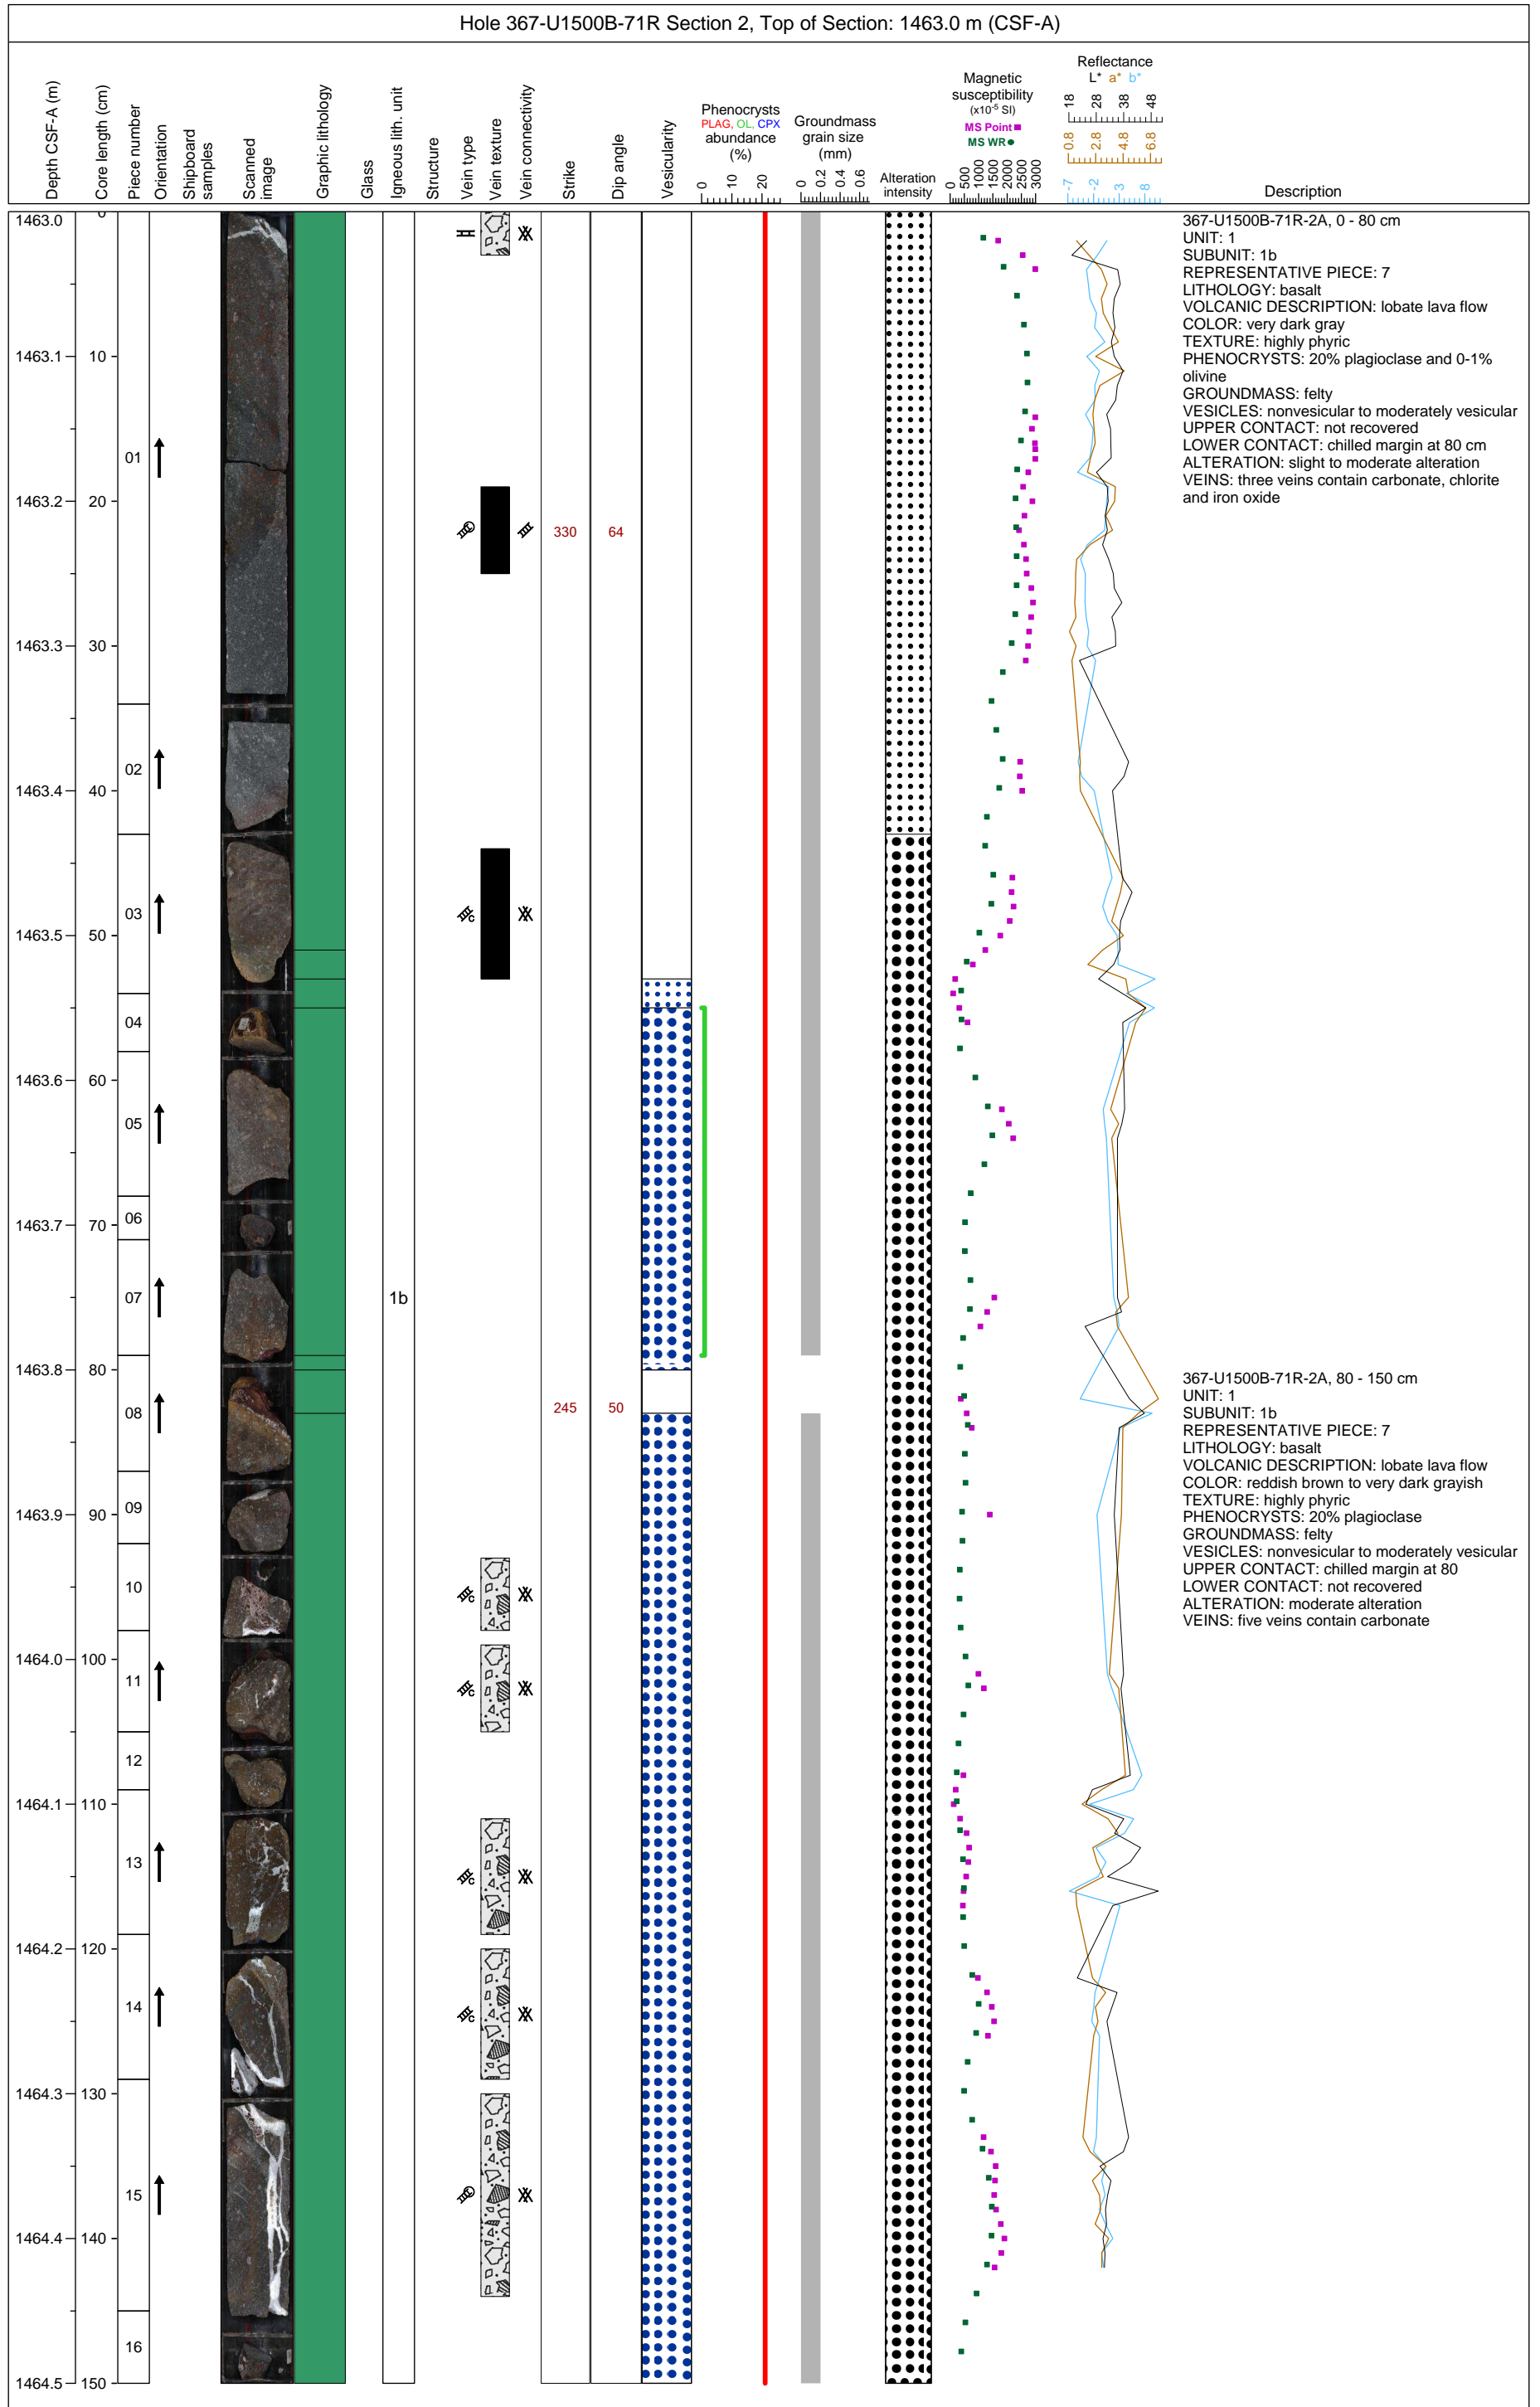 Hole 367-U1500B-71R Section 2, Top of Section: 1463.0 m (CSF-A)
Depth CSF-A (m)
Core length (cm)
Piece number
Orientation
Shipboard
samples
Scanned
image
Graphic lithology
Glass
Igneous lith. unit
Structure
Vein type
Vein texture
Vein connectivity
Strike
Dip angle
Vesicularity
Phenocrysts
PLAG, OL, CPX
abundance
(%)
0 10 20
Groundmass
grain size
(mm)
0 0.2 0.4 0.6
Alteration
intensity
Magnetic
susceptibility
(x10⁻⁵ SI)
MS Point
MS WR
0 500 1000 1500 2000 2500 3000
Reflectance
L* a* b*
18 28 38 48
0.8 2.8 4.8 6.8
-7 -2 3 8
Description
1463.0 0
1463.1 10
1463.2 20
1463.3 30
1463.4 40
1463.5 50
1463.6 60
1463.7 70
1463.8 80
1463.9 90
1464.0 100
1464.1 110
1464.2 120
1464.3 130
1464.4 140
1464.5 150
01
02
03
04
05
06
07
08
09
10
11
12
13
14
15
16
1b
330 64
245 50
367-U1500B-71R-2A, 0 - 80 cm
UNIT: 1
SUBUNIT: 1b
REPRESENTATIVE PIECE: 7
LITHOLOGY: basalt
VOLCANIC DESCRIPTION: lobate lava flow
COLOR: very dark gray
TEXTURE: highly phyric
PHENOCRYSTS: 20% plagioclase and 0-1%
olivine
GROUNDMASS: felty
VESICLES: nonvesicular to moderately vesicular
UPPER CONTACT: not recovered
LOWER CONTACT: chilled margin at 80 cm
ALTERATION: slight to moderate alteration
VEINS: three veins contain carbonate, chlorite
and iron oxide
367-U1500B-71R-2A, 80 - 150 cm
UNIT: 1
SUBUNIT: 1b
REPRESENTATIVE PIECE: 7
LITHOLOGY: basalt
VOLCANIC DESCRIPTION: lobate lava flow
COLOR: reddish brown to very dark grayish
TEXTURE: highly phyric
PHENOCRYSTS: 20% plagioclase
GROUNDMASS: felty
VESICLES: nonvesicular to moderately vesicular
UPPER CONTACT: chilled margin at 80
LOWER CONTACT: not recovered
ALTERATION: moderate alteration
VEINS: five veins contain carbonate